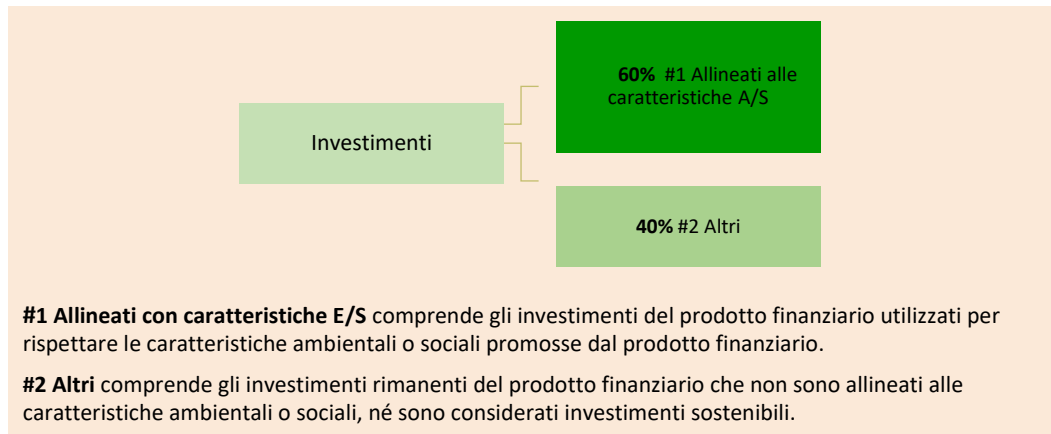 60% #1 Allineati alle
caratteristiche A/S
Investimenti
40% #2 Altri
#1 Allineati con caratteristiche E/S comprende gli investimenti del prodotto finanziario utilizzati per
rispettare le caratteristiche ambientali o sociali promosse dal prodotto finanziario.
#2 Altri comprende gli investimenti rimanenti del prodotto finanziario che non sono allineati alle
caratteristiche ambientali o sociali, né sono considerati investimenti sostenibili.